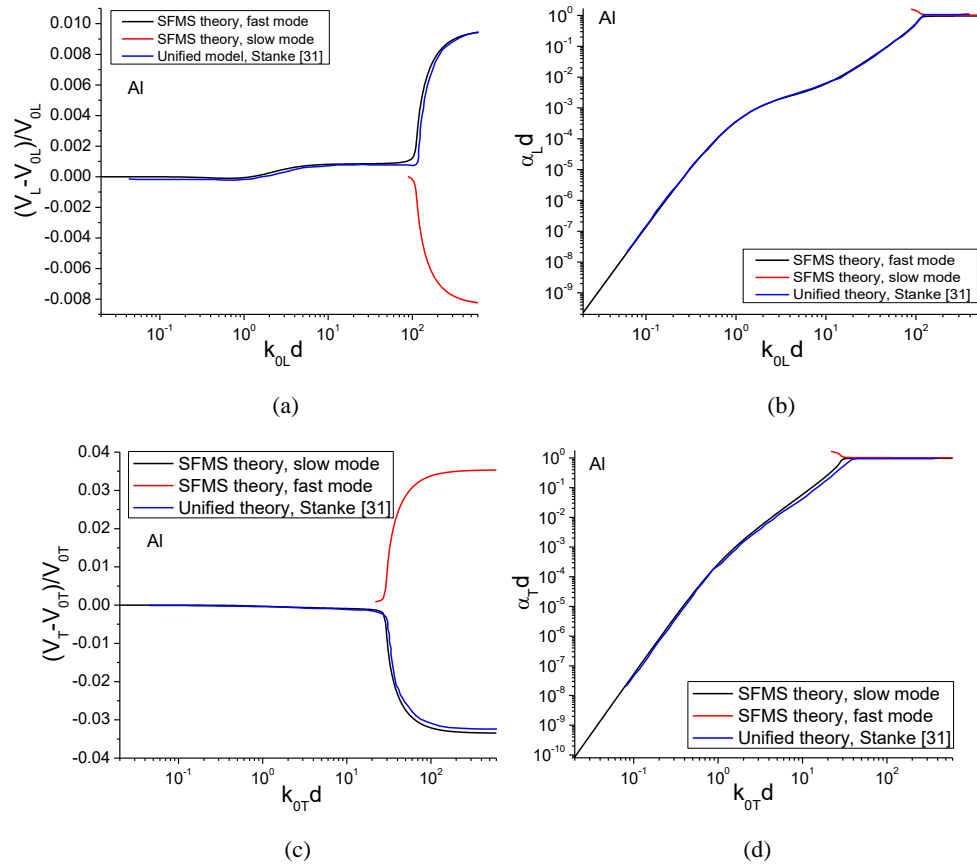 SFMS theory, fast mode
SFMS theory, slow mode
Unified model, Stanke [31]
Al
(V_L-V_0L)/V_0L
0.010
0.008
0.006
0.004
0.002
0.000
-0.002
-0.004
-0.006
-0.008
10^-1
10^0
10^1
10^2
k_0L d
(a)
Al
α_L d
10^0
10^-1
10^-2
10^-3
10^-4
10^-5
10^-6
10^-7
10^-8
10^-9
SFMS theory, fast mode
SFMS theory, slow mode
Unified theory, Stanke [31]
10^-1
10^0
10^1
10^2
k_0L d
(b)
SFMS theory, slow mode
SFMS theory, fast mode
Unified theory, Stanke [31]
Al
(V_T-V_0T)/V_0T
0.04
0.03
0.02
0.01
0.00
-0.01
-0.02
-0.03
-0.04
10^-1
10^0
10^1
10^2
k_0T d
(c)
Al
α_T d
10^0
10^-1
10^-2
10^-3
10^-4
10^-5
10^-6
10^-7
10^-8
10^-9
10^-10
SFMS theory, slow mode
SFMS theory, fast mode
Unified theory, Stanke [31]
10^-1
10^0
10^1
10^2
k_0T d
(d)